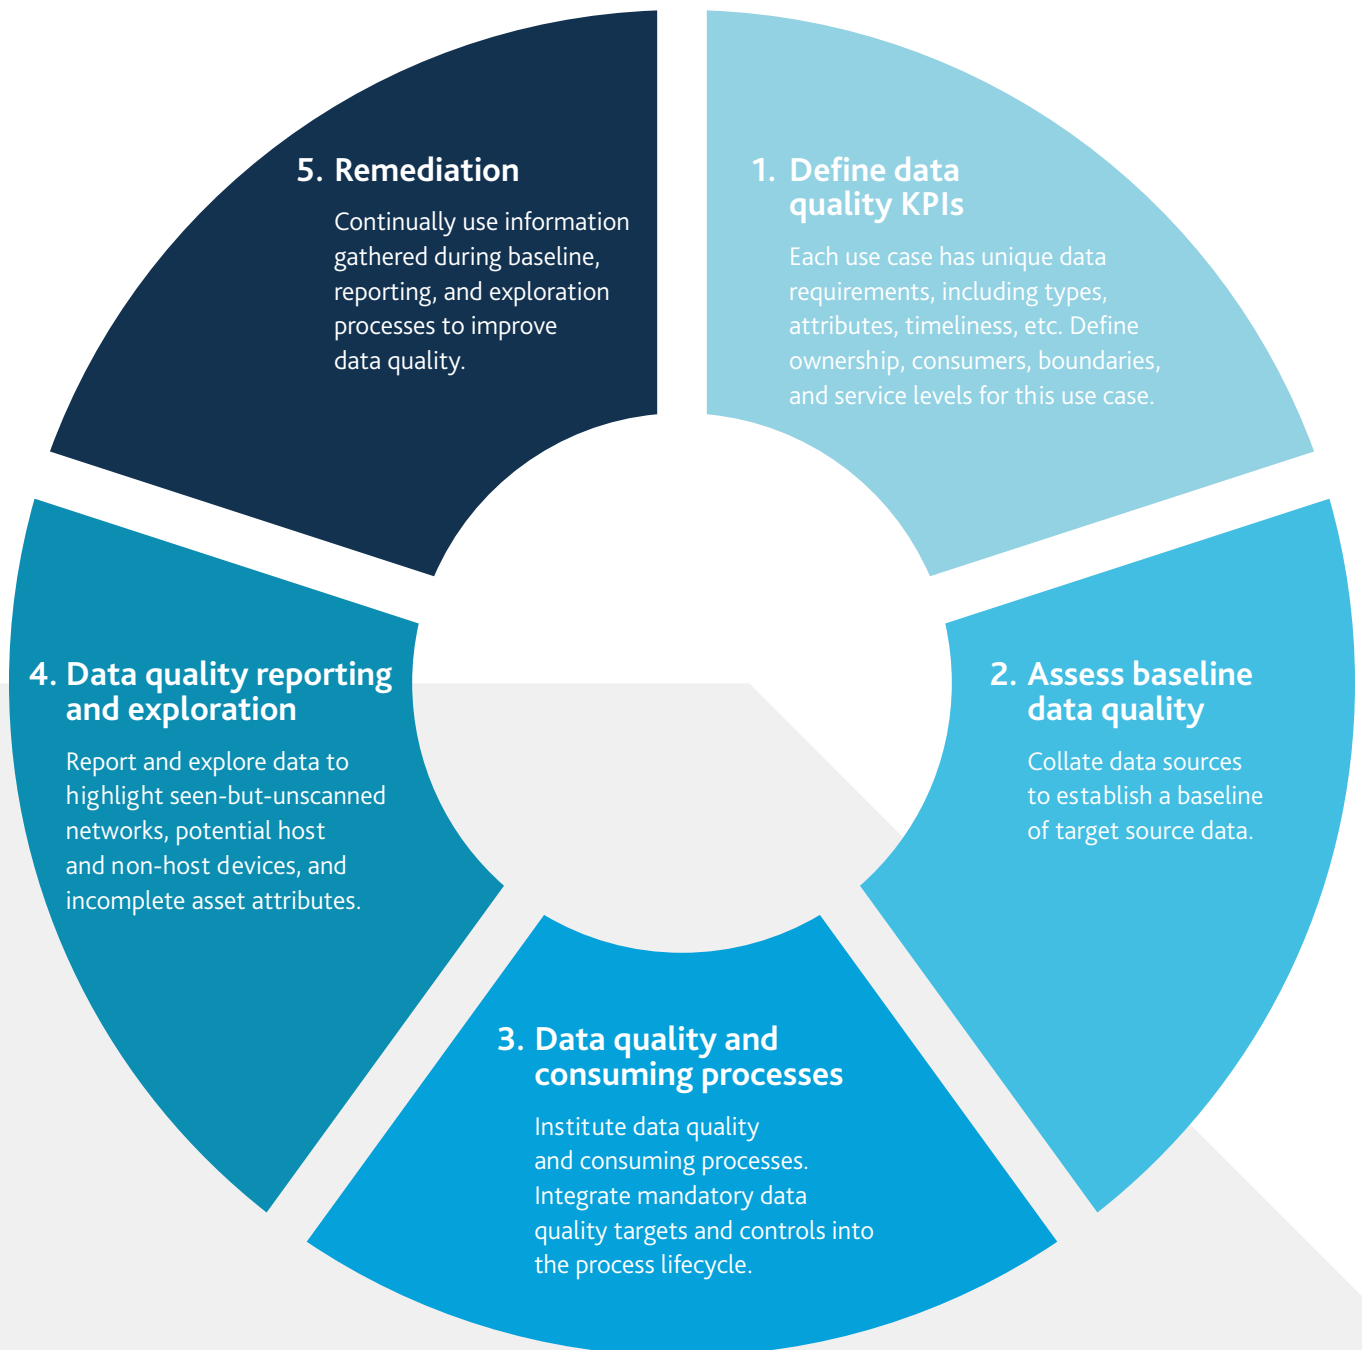 1. Define data
quality KPIs
Each use case has unique data
requirements, including types,
attributes, timeliness, etc. Define
ownership, consumers, boundaries,
and service levels for this use case.
2. Assess baseline
data quality
Collate data sources
to establish a baseline
of target source data.
3. Data quality and
consuming processes
Institute data quality
and consuming processes.
Integrate mandatory data
quality targets and controls into
the process lifecycle.
4. Data quality reporting
and exploration
Report and explore data to
highlight seen-but-unscanned
networks, potential host
and non-host devices, and
incomplete asset attributes.
5. Remediation
Continually use information
gathered during baseline,
reporting, and exploration
processes to improve
data quality.